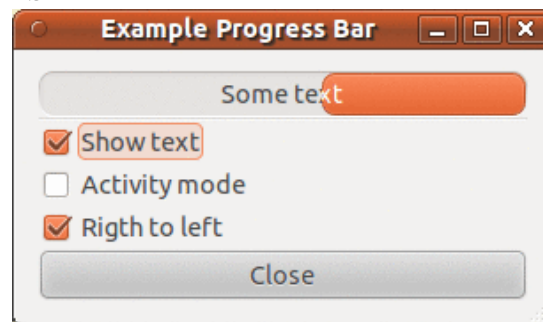 Example Progress Bar
Some text
Show text
Activity mode
Rigth to left
Close